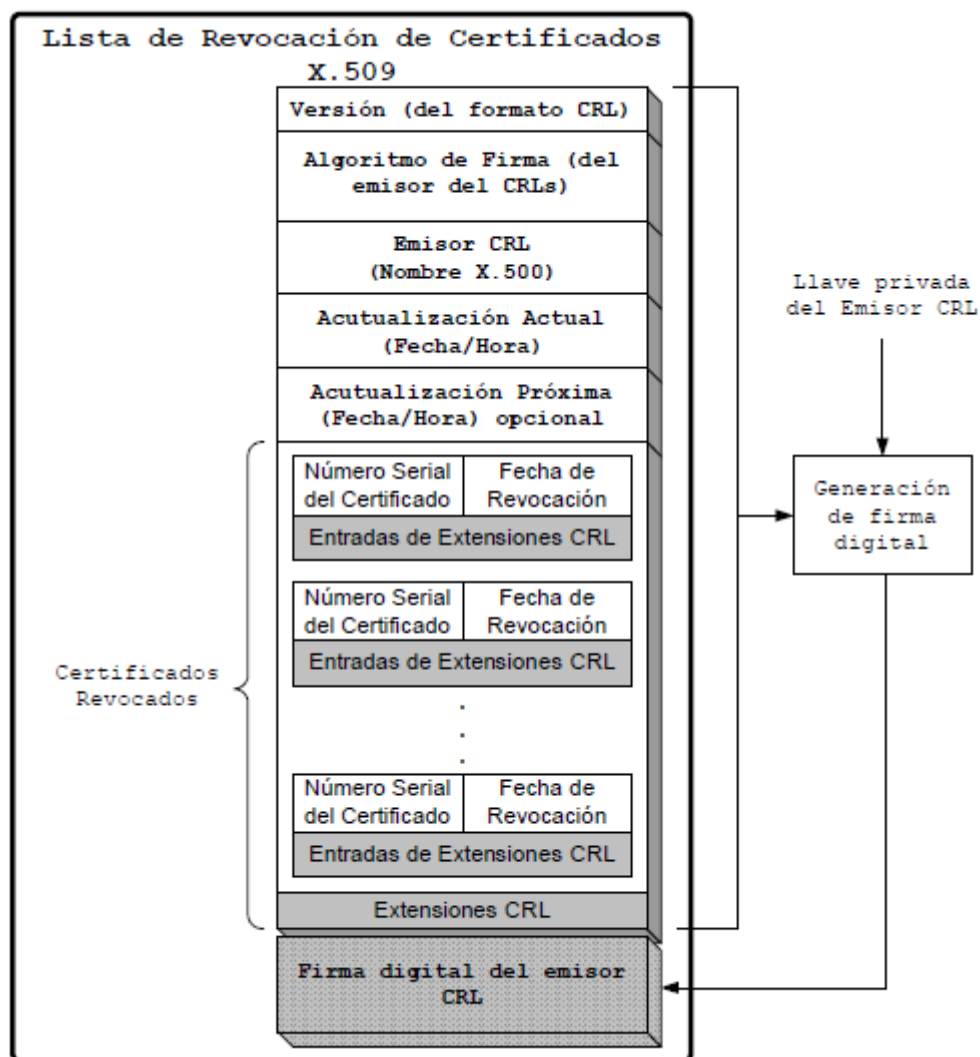 Lista de Revocación de Certificados
X.509
Versión (del formato CRL)
Algoritmo de Firma (del
emisor del CRLs)
Emisor CRL
(Nombre X.500)
Acutualización Actual
(Fecha/Hora)
Acutualización Próxima
(Fecha/Hora) opcional
Número Serial
del Certificado
Fecha de
Revocación
Entradas de Extensiones CRL
Número Serial
del Certificado
Fecha de
Revocación
Entradas de Extensiones CRL
.
.
.
Número Serial
del Certificado
Fecha de
Revocación
Entradas de Extensiones CRL
Extensiones CRL
Firma digital del emisor
CRL
Certificados
Revocados
Llave privada
del Emisor CRL
Generación
de firma
digital